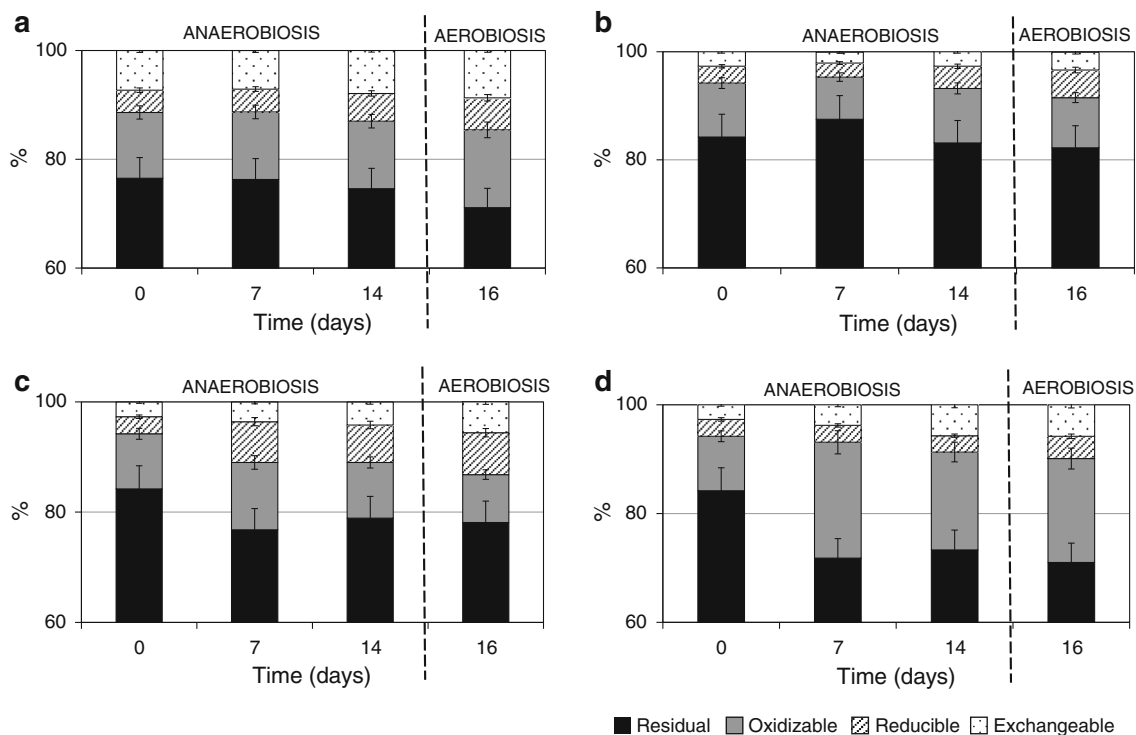 a
ANAEROBIOSIS AEROBIOSIS
100
80
60
%
0 7 14 16
Time (days)
b
ANAEROBIOSIS AEROBIOSIS
100
80
60
%
0 7 14 16
Time (days)
c
ANAEROBIOSIS AEROBIOSIS
100
80
60
%
0 7 14 16
Time (days)
d
ANAEROBIOSIS AEROBIOSIS
100
80
60
%
0 7 14 16
Time (days)
Residual Oxidizable Reducible Exchangeable